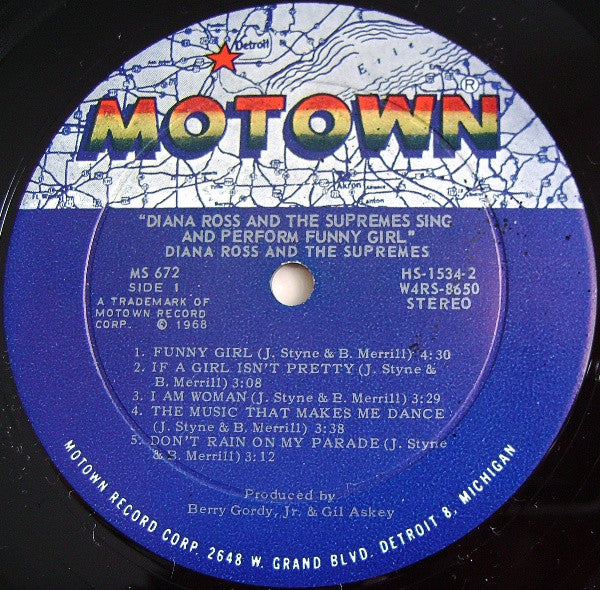 Detroit
Erie
MOTOWN®
Akron
Canton
"DIANA ROSS AND THE SUPREMES SING
AND PERFORM FUNNY GIRL"
DIANA ROSS AND THE SUPREMES
MS 672
SIDE 1
A TRADEMARK OF
MOTOWN RECORD
CORP. © 1968
HS-1534-2
W4RS-8650
STEREO
1. FUNNY GIRL (J. Styne & B. Merrill) 4:30
2. IF A GIRL ISN'T PRETTY (J. Styne &
B. Merrill) 3:08
3. I AM WOMAN (J. Styne & B. Merrill) 3:29
4. THE MUSIC THAT MAKES ME DANCE
(J. Styne & B. Merrill) 3:38
5. DON'T RAIN ON MY PARADE (J. Styne
& B. Merrill) 3:12
Produced by
Berry Gordy, Jr. & Gil Askey
MOTOWN RECORD CORP. 2648 W. GRAND BLVD. DETROIT 8, MICHIGAN